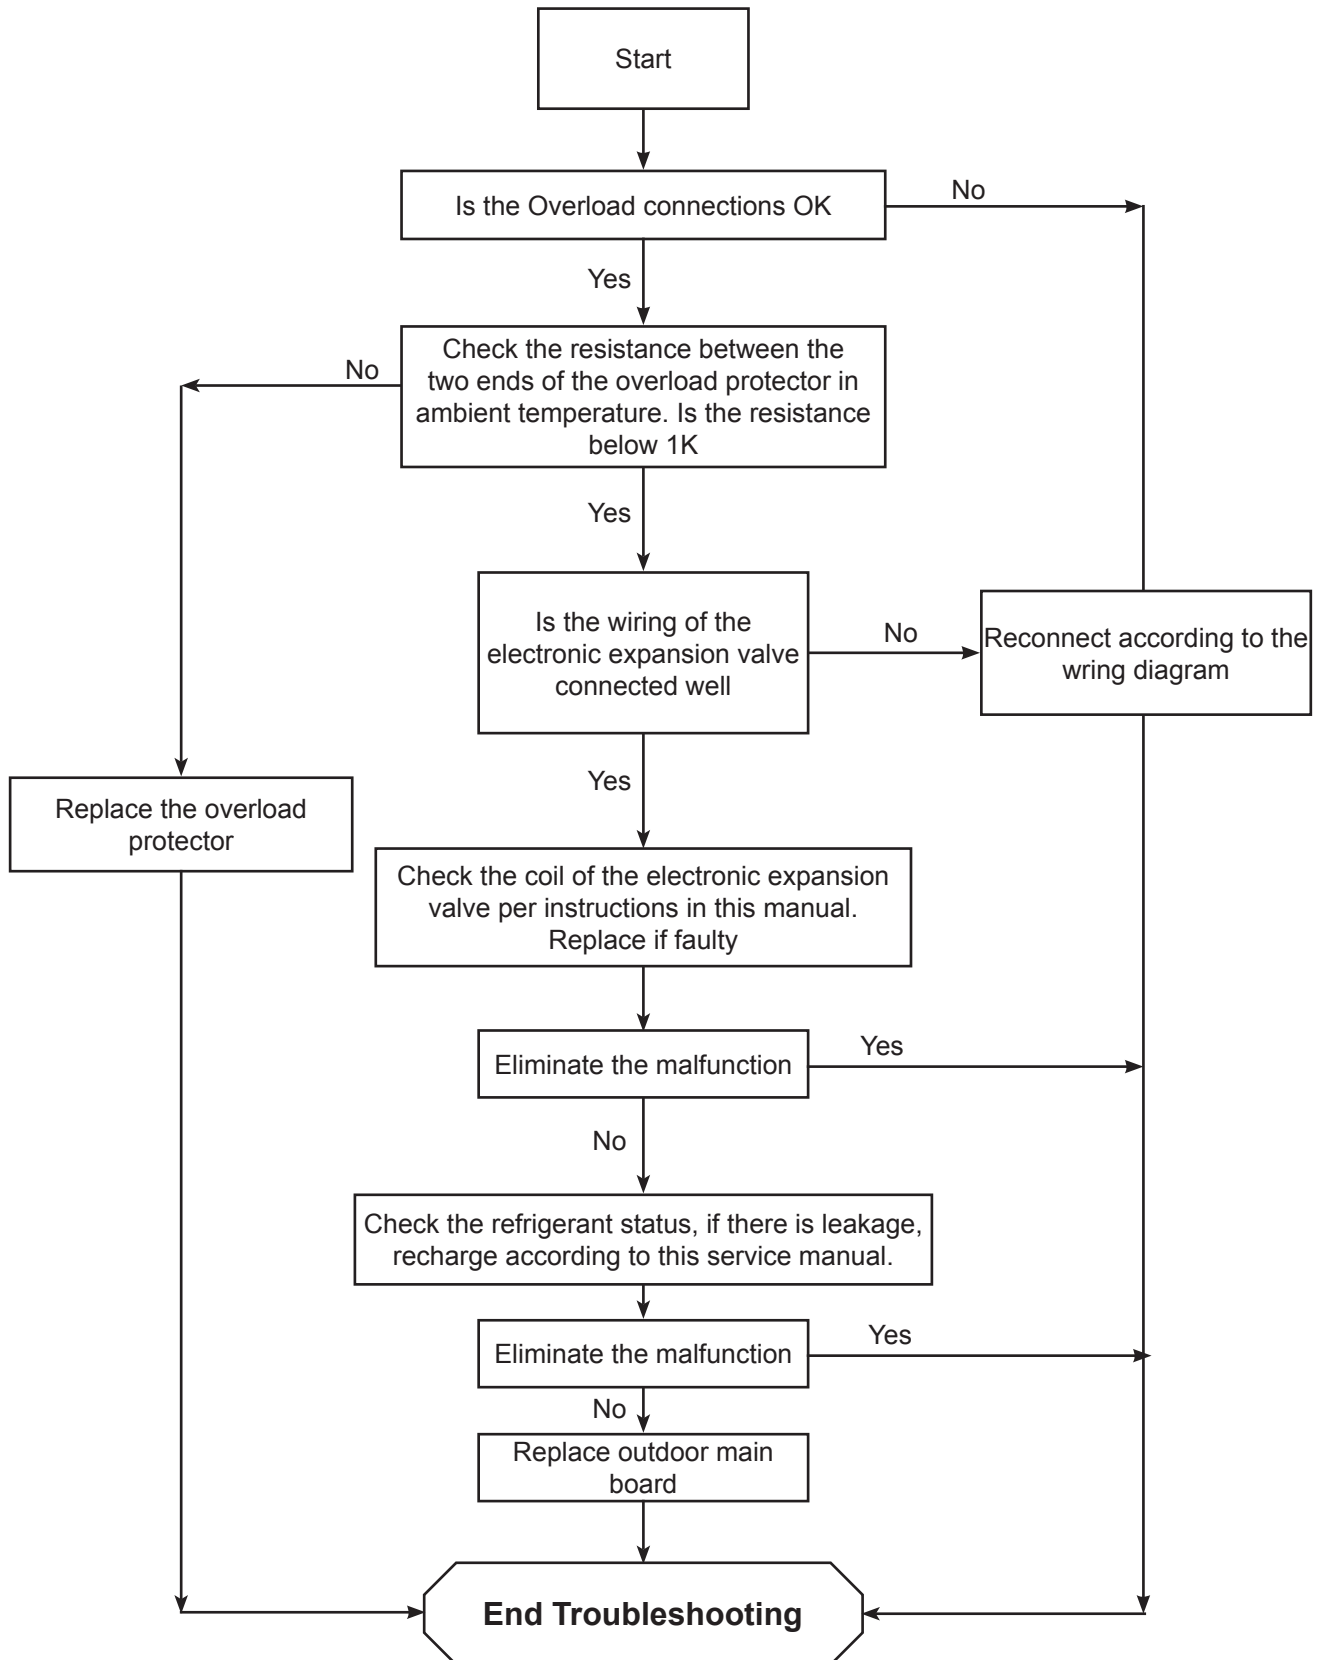 Start
Is the Overload connections OK
No
Yes
Check the resistance between the
two ends of the overload protector in
ambient temperature. Is the resistance
below 1K
No
Yes
Is the wiring of the
electronic expansion valve
connected well
No
Reconnect according to the
wring diagram
Yes
Replace the overload
protector
Check the coil of the electronic expansion
valve per instructions in this manual.
Replace if faulty
Eliminate the malfunction
Yes
No
Check the refrigerant status, if there is leakage,
recharge according to this service manual.
Eliminate the malfunction
Yes
No
Replace outdoor main
board
End Troubleshooting